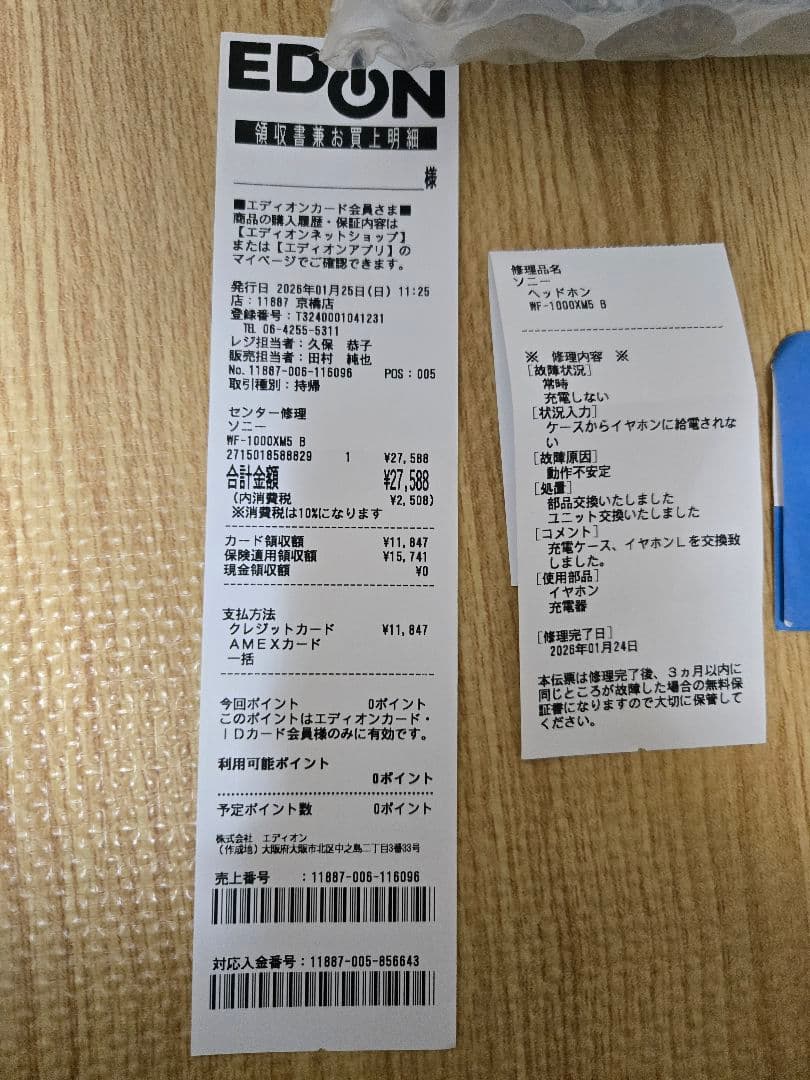 EDION
領収書兼お買上明細
様
■エディオンカード会員さま■
商品の購入履歴・保証内容は
【エディオンネットショップ】
または【エディオンアプリ】の
マイページでご確認できます。
発行日 2026年01月25日(日) 11:25
店：11887 京橋店
登録番号：T3240001041231
TEL 06-4255-5311
レジ担当者：久保 恭子
販売担当者：田村 純也
No.11887-006-116096 POS：005
取引種別：持帰
センター修理
ソニー
WF-1000XM5 B
2715018588829 1 ¥27,588
合計金額 ¥27,588
(内消費税 ¥2,508)
※消費税は10%になります
カード領収額 ¥11,847
保険適用領収額 ¥15,741
現金領収額 ¥0
支払方法
クレジットカード ¥11,847
AMEXカード
一括
今回ポイント 0ポイント
このポイントはエディオンカード・
IDカード会員様のみに有効です。
利用可能ポイント
0ポイント
予定ポイント数 0ポイント
株式会社 エディオン
(作成地)大阪府大阪市北区中之島二丁目3番33号
売上番号 ：11887-006-116096
対応入金番号：11887-005-856643
修理品名
ソニー
ヘッドホン
WF-1000XM5 B
※ 修理内容 ※
[故障状況]
常時
充電しない
[状況入力]
ケースからイヤホンに給電されな
い
[故障原因]
動作不安定
[処置]
部品交換いたしました
ユニット交換いたしました
[コメント]
充電ケース、イヤホンLを交換致
しました。
[使用部品]
イヤホン
充電器
[修理完了日]
2026年01月24日
本伝票は修理完了後、3ヵ月以内に
同じところが故障した場合の無料保
証書になりますので大切に保管して
ください。